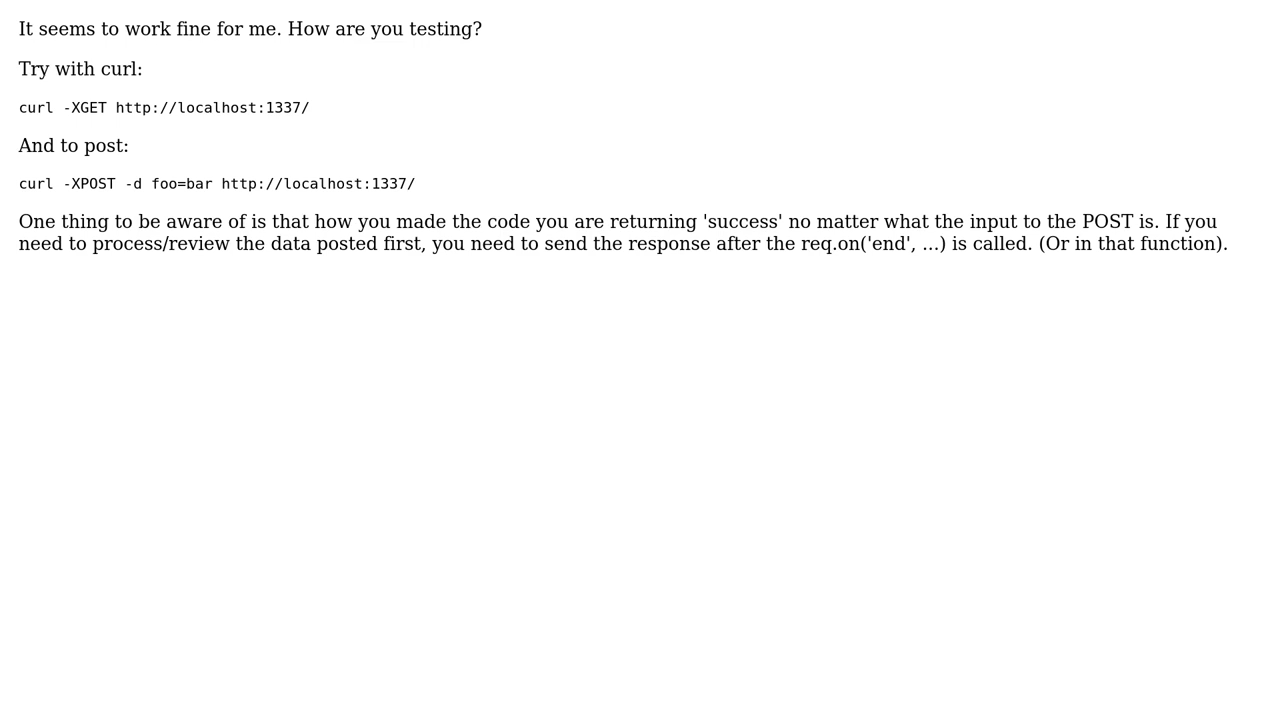 It seems to work fine for me. How are you testing?
Try with curl:
curl -XGET http://localhost:1337/
And to post:
curl -XPOST -d foo=bar http://localhost:1337/
One thing to be aware of is that how you made the code you are returning 'success' no matter what the input to the POST is. If you
need to process/review the data posted first, you need to send the response after the req.on('end', ...) is called. (Or in that function).